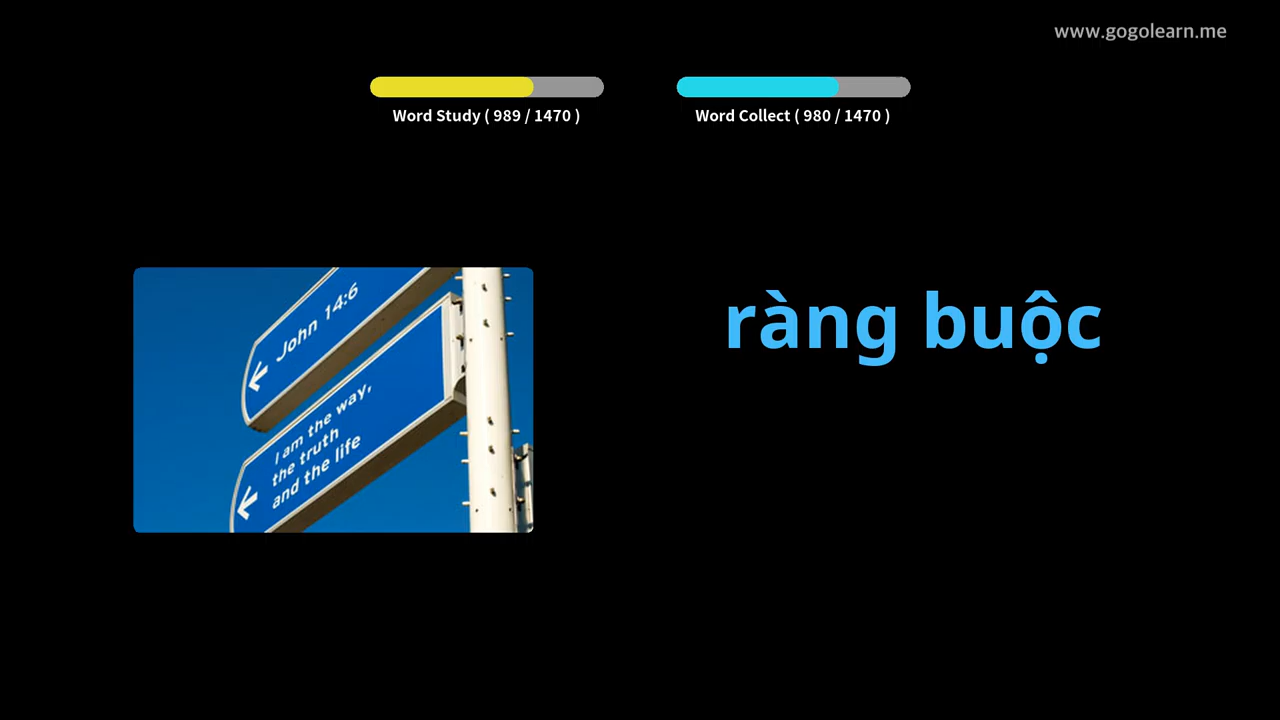 www.gogolearn.me
Word Study ( 989 / 1470 )
Word Collect ( 980 / 1470 )
John 14:6
I am the way,
the truth
and the life
ràng buộc